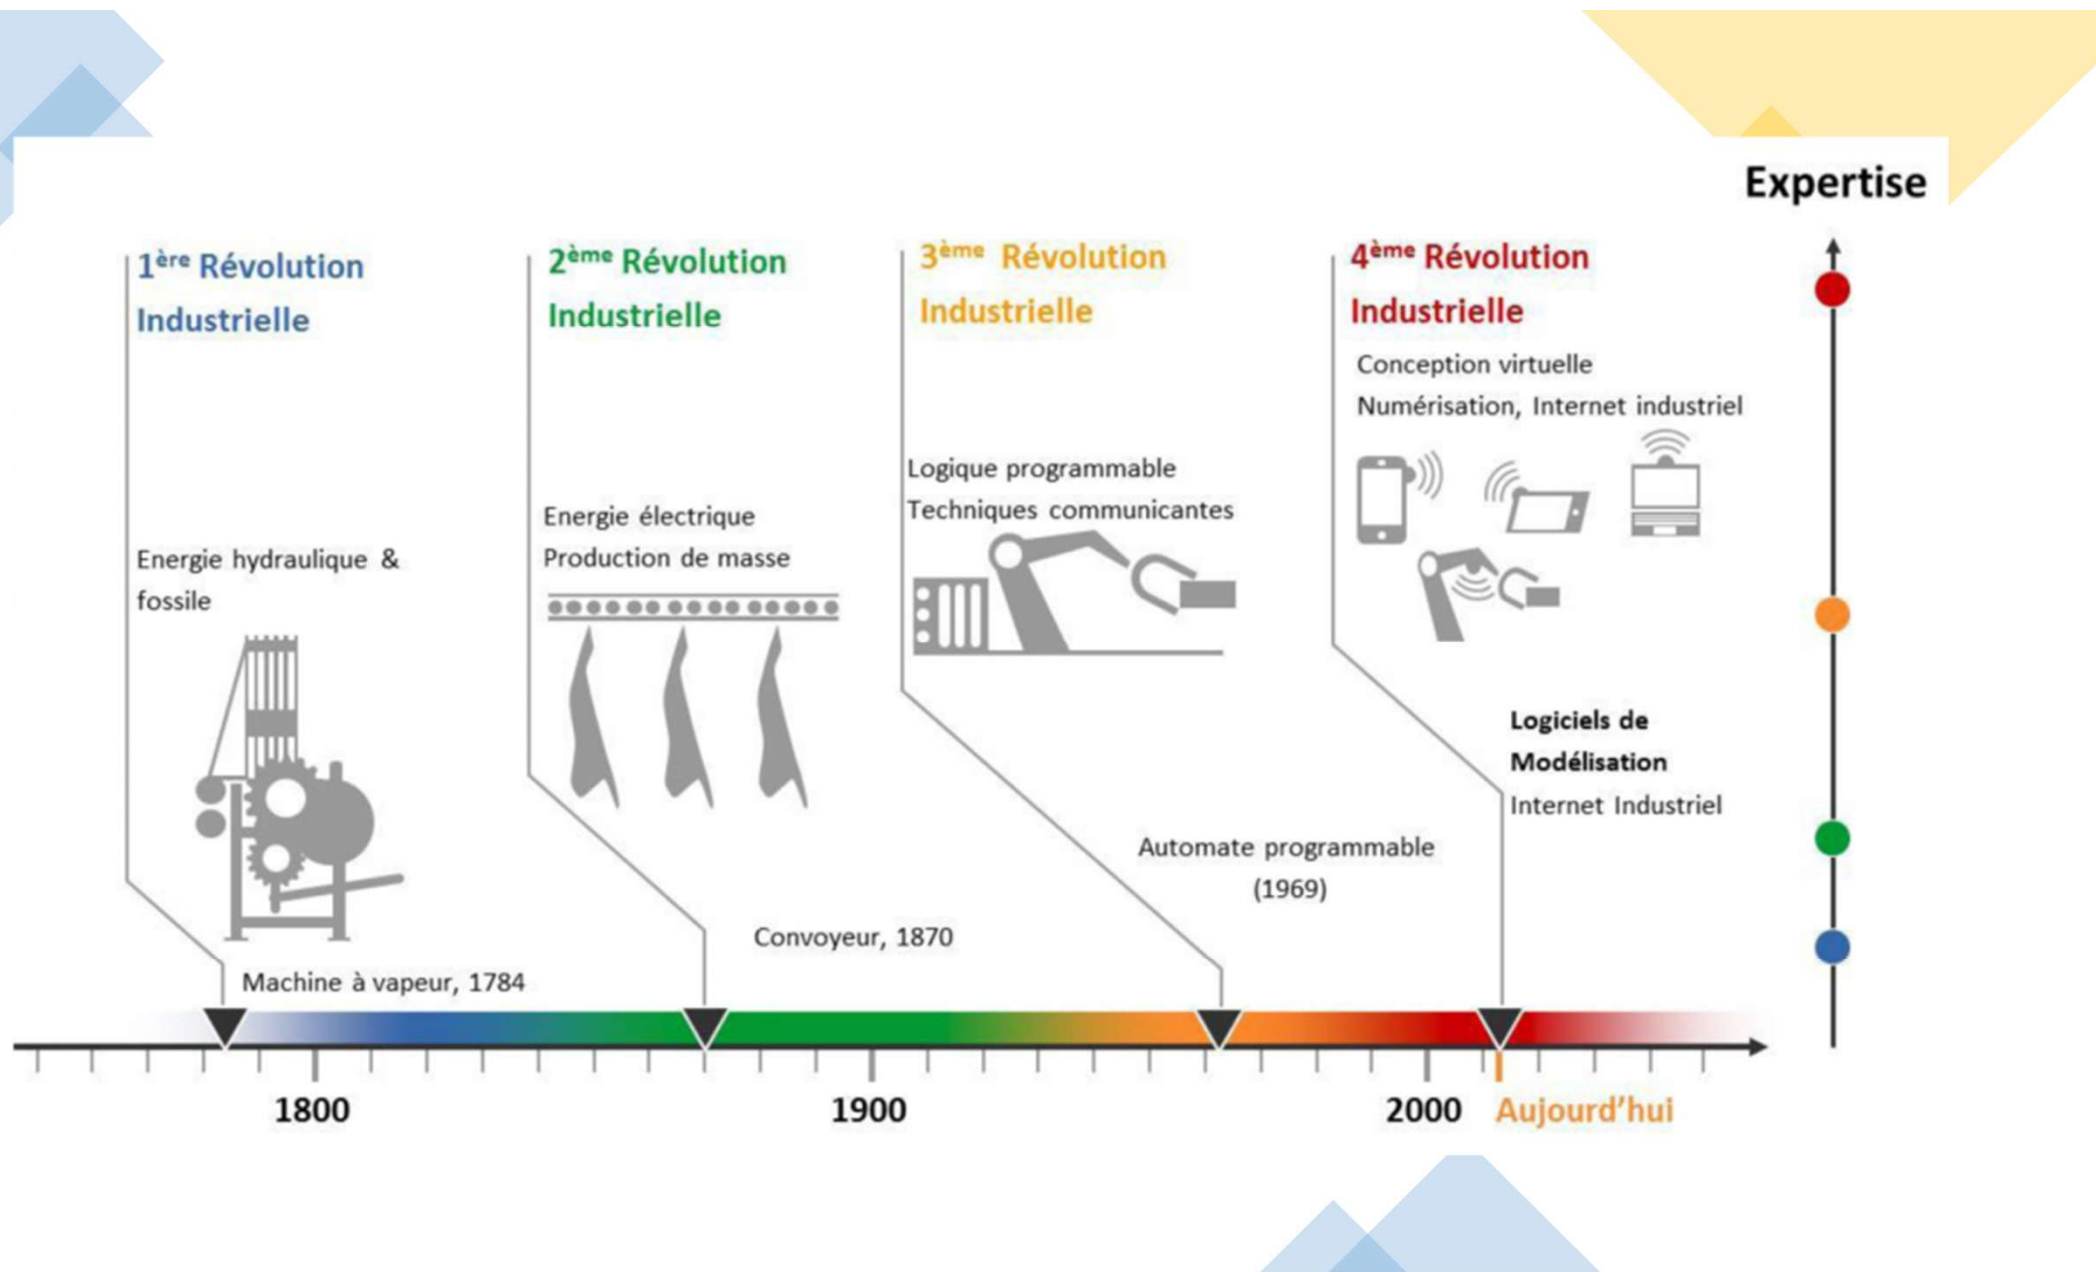 Expertise
1ère Révolution
Industrielle
2ème Révolution
Industrielle
3ème Révolution
Industrielle
4ème Révolution
Industrielle
Conception virtuelle
Numérisation, Internet industriel
Logique programmable
Techniques communicantes
Energie électrique
Production de masse
Energie hydraulique &
fossile
Logiciels de
Modélisation
Internet Industriel
Automate programmable
(1969)
Convoyeur, 1870
Machine à vapeur, 1784
1800
1900
2000
Aujourd'hui